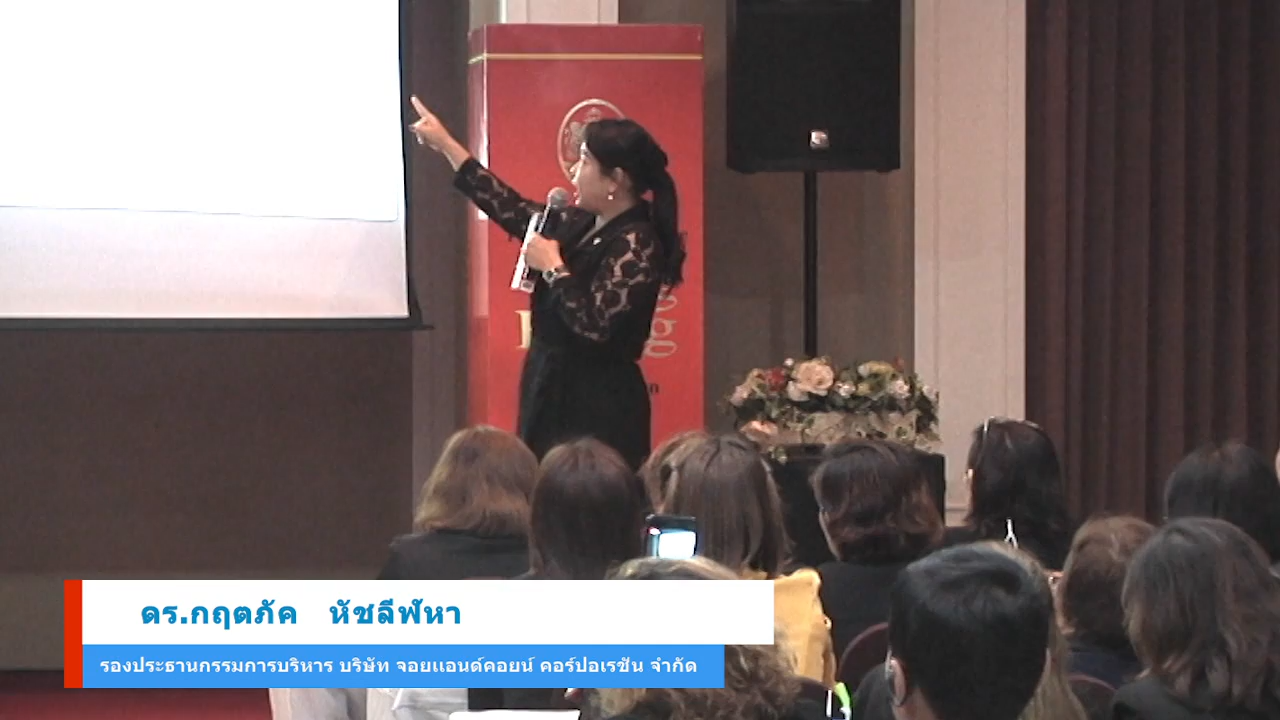 ดร.กฤตภัค หัชลีฬหา
รองประธานกรรมการบริหาร บริษัท จอยแอนด์คอยน์ คอร์ปอเรชัน จำกัด